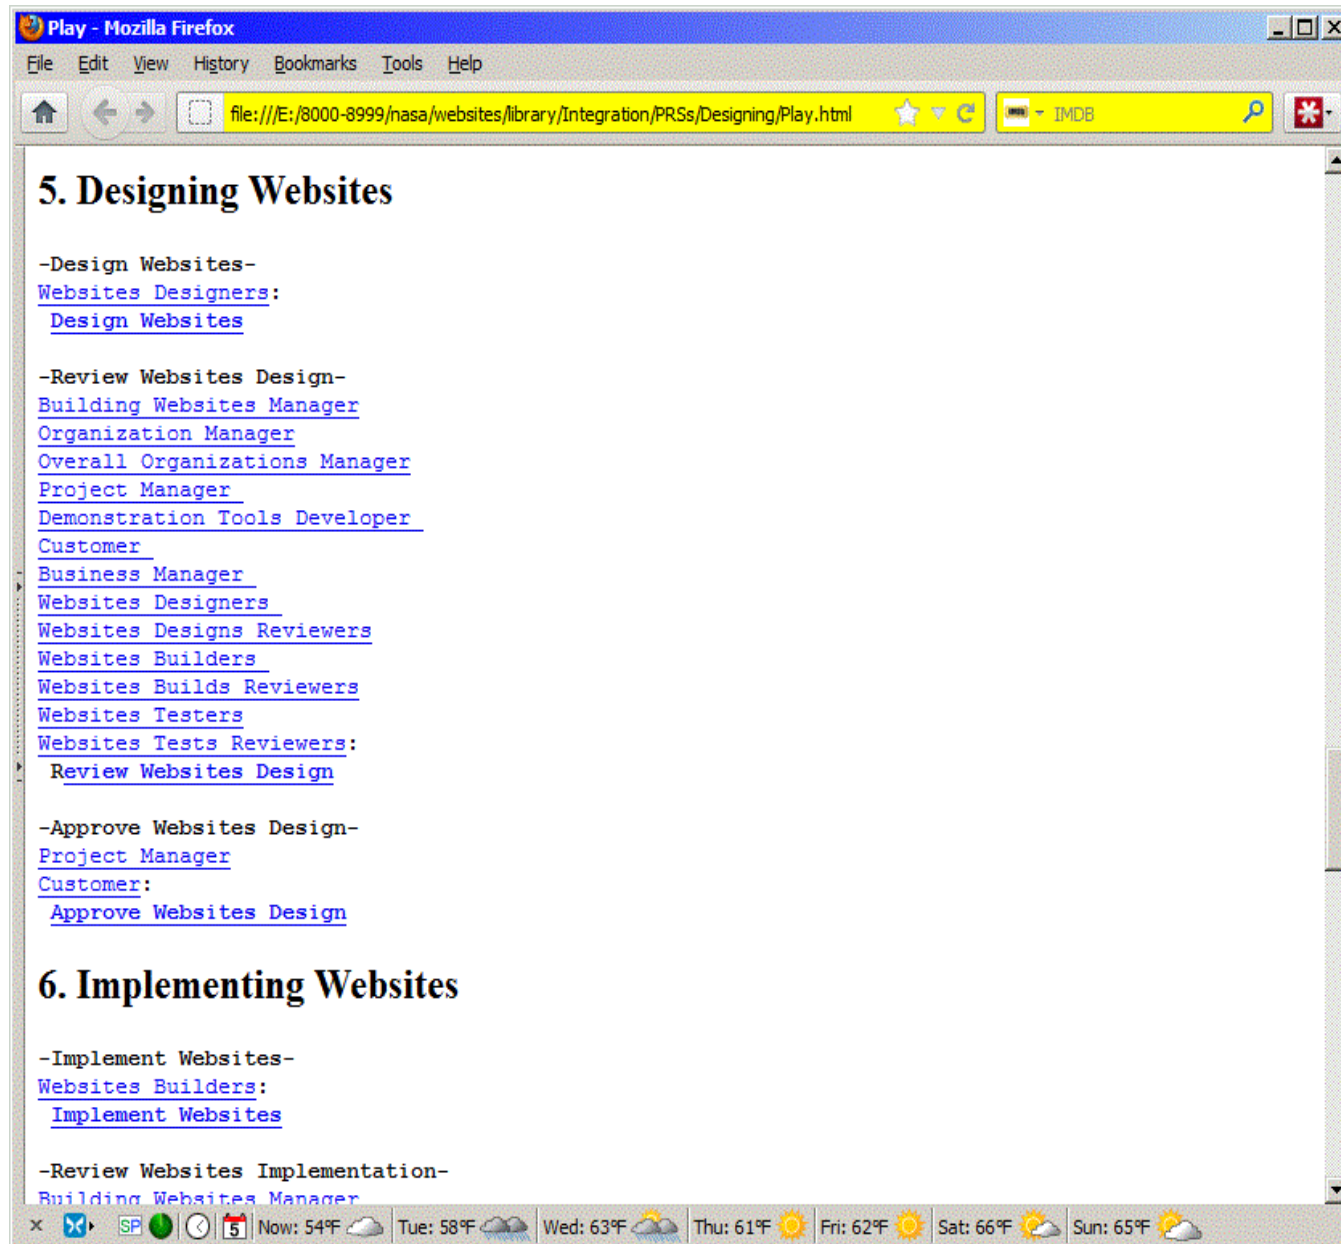 Play - Mozilla Firefox
File Edit View History Bookmarks Tools Help
file:///E:/8000-8999/nasa/websites/library/Integration/PRSs/Designing/Play.html IMDB
5. Designing Websites
-Design Websites-
Websites Designers:
Design Websites
-Review Websites Design-
Building Websites Manager
Organization Manager
Overall Organizations Manager
Project Manager
Demonstration Tools Developer
Customer
Business Manager
Websites Designers
Websites Designs Reviewers
Websites Builders
Websites Builds Reviewers
Websites Testers
Websites Tests Reviewers:
Review Websites Design
-Approve Websites Design-
Project Manager
Customer:
Approve Websites Design
6. Implementing Websites
-Implement Websites-
Websites Builders:
Implement Websites
-Review Websites Implementation-
Building Websites Manager
SP 5 Now: 54°F Tue: 58°F Wed: 63°F Thu: 61°F Fri: 62°F Sat: 66°F Sun: 65°F